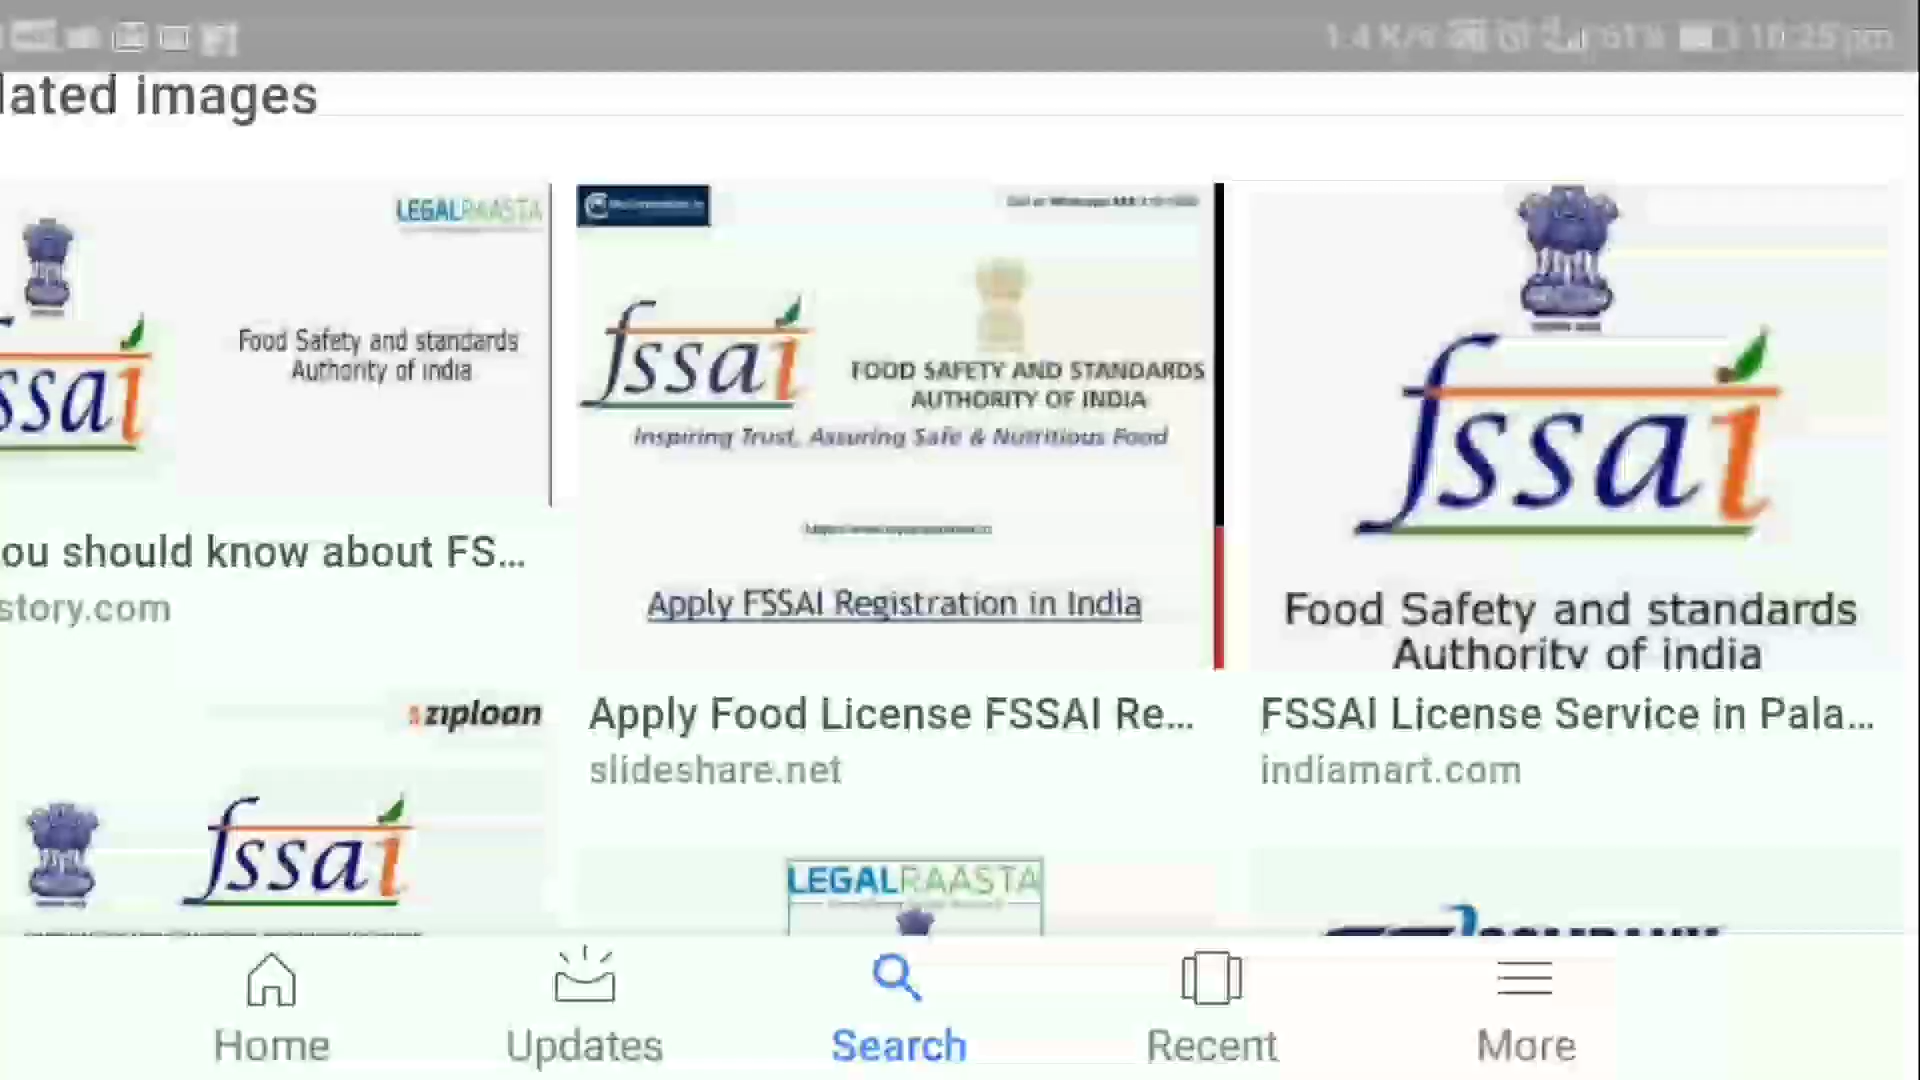 10:25 pm
lated images
LEGALRAASTA
fssai
Food Safety and standards
Authority of india
ssai
FOOD SAFETY AND STANDARDS
AUTHORITY OF INDIA
Inspiring Trust, Assuring Safe & Nutritious Food
Apply FSSAI Registration in India
fssai
Food Safety and standards
Authority of india
ou should know about FS...
story.com
Apply Food License FSSAI Re...
slideshare.net
FSSAI License Service in Pala...
indiamart.com
ziploan
fssai
LEGALRAASTA
Home
Updates
Search
Recent
More